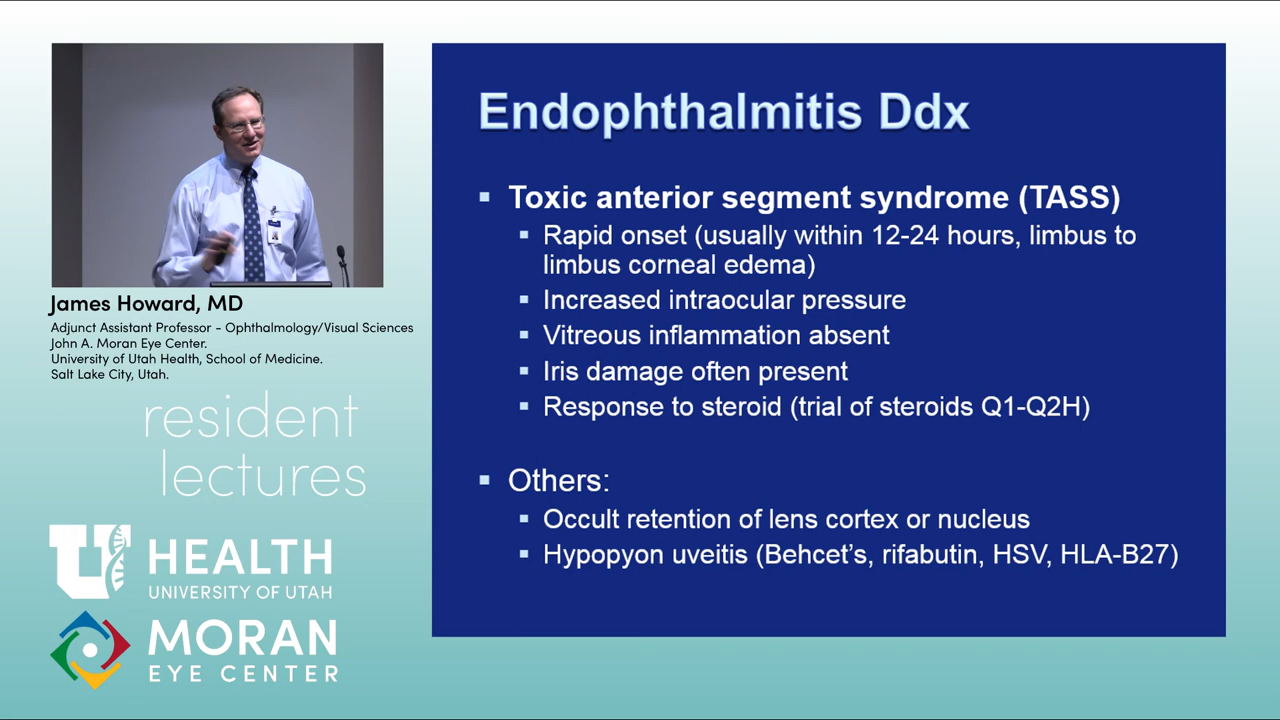 James Howard, MD
Adjunct Assistant Professor - Ophthalmology/Visual Sciences
John A. Moran Eye Center.
University of Utah Health, School of Medicine.
Salt Lake City, Utah.
resident
lectures
U HEALTH
UNIVERSITY OF UTAH
MORAN
EYE CENTER
Endophthalmitis Ddx
▪ Toxic anterior segment syndrome (TASS)
▪ Rapid onset (usually within 12-24 hours, limbus to
limbus corneal edema)
▪ Increased intraocular pressure
▪ Vitreous inflammation absent
▪ Iris damage often present
▪ Response to steroid (trial of steroids Q1-Q2H)
▪ Others:
▪ Occult retention of lens cortex or nucleus
▪ Hypopyon uveitis (Behcet's, rifabutin, HSV, HLA-B27)